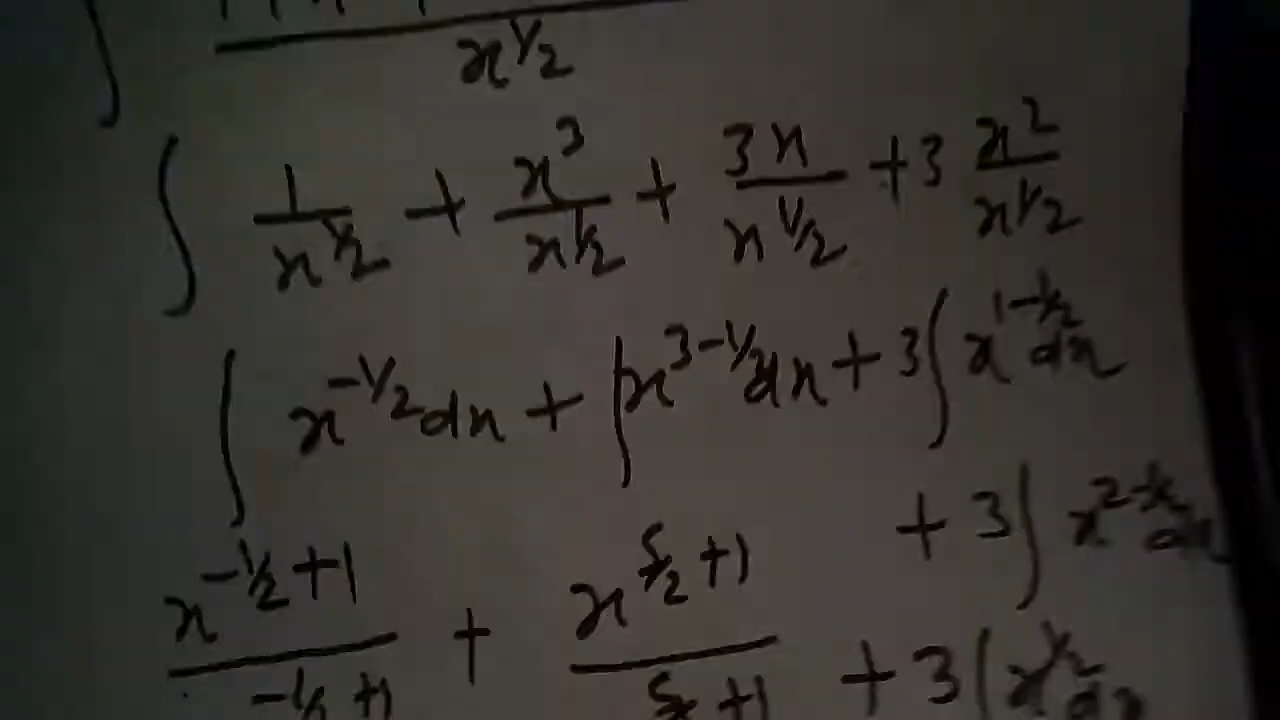 ∫ x^1/2
∫ 1/x^1/2 + x^3/x^1/2 + 3x/x^1/2 + 3 x^2/x^1/2
∫ x^-1/2 dx + ∫ x^3-1/2 dx + 3 ∫ x^1-1/2 dx
+ 3 ∫ x^2-1/2 dx
x^-1/2+1/-1/2+1 + x^5/2+1/5/2+1 + 3 ∫ x^1/2 dx